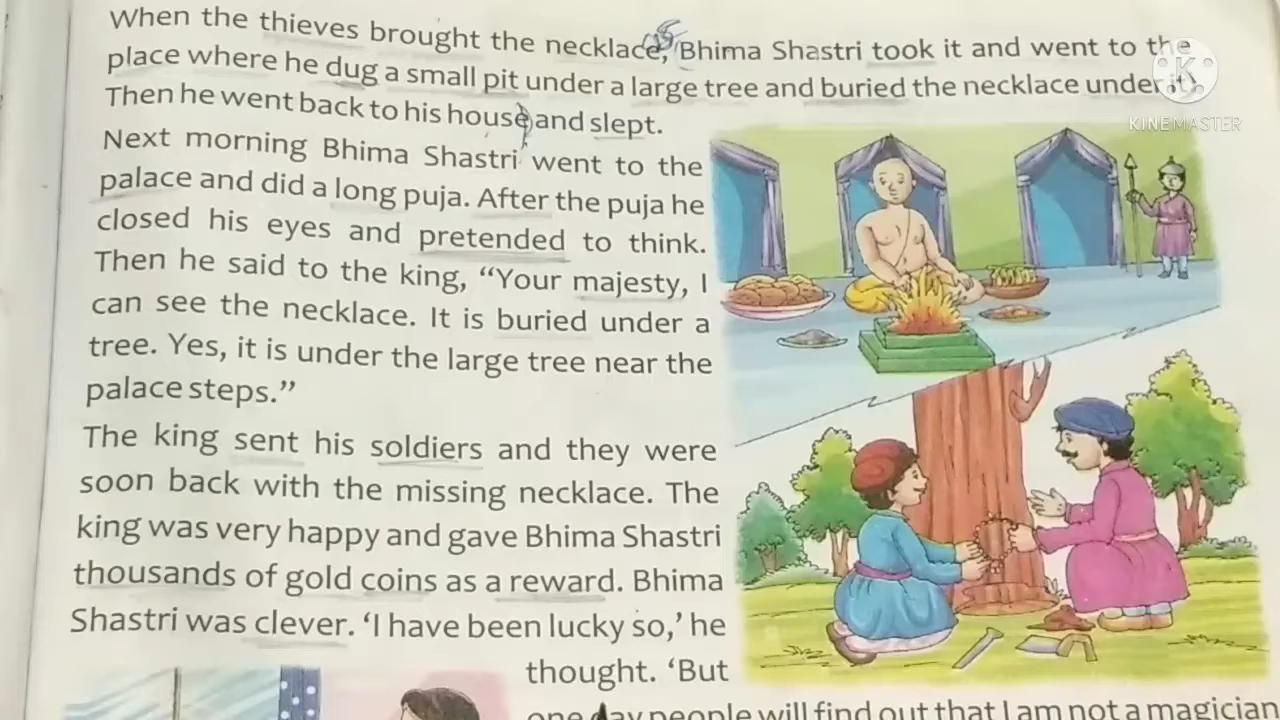 When the thieves brought the necklace, Bhima Shastri took it and went to the
place where he dug a small pit under a large tree and buried the necklace under it.
Then he went back to his house and slept.
Next morning Bhima Shastri went to the
palace and did a long puja. After the puja he
closed his eyes and pretended to think.
Then he said to the king, “Your majesty, I
can see the necklace. It is buried under a
tree. Yes, it is under the large tree near the
palace steps.”
The king sent his soldiers and they were
soon back with the missing necklace. The
king was very happy and gave Bhima Shastri
thousands of gold coins as a reward. Bhima
Shastri was clever. ‘I have been lucky so,’ he
thought. ‘But
one day people will find out that I am not a magician
KINEMASTER